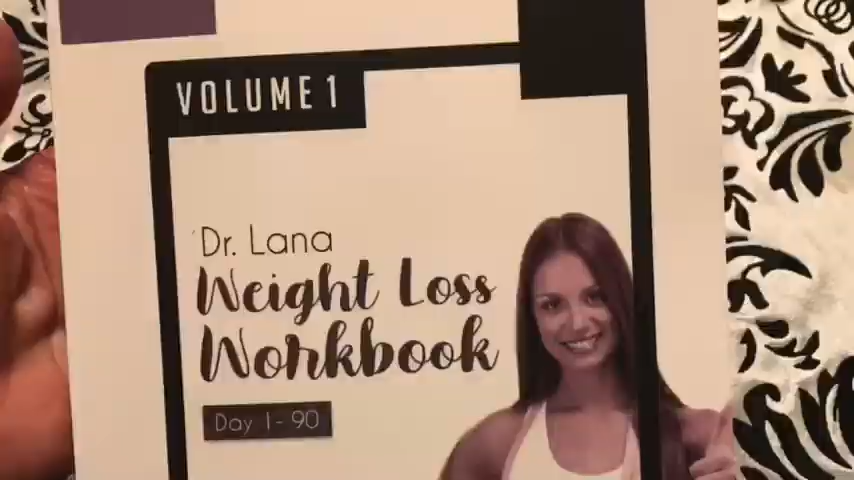 VOLUME 1
Dr. Lana
Weight Loss
Workbook
Day 1-90